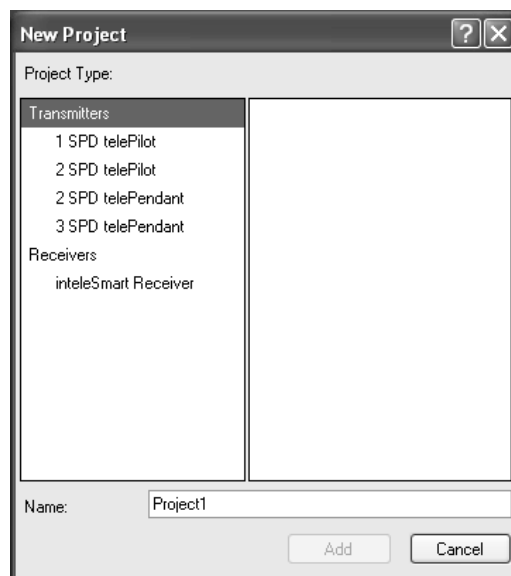 New Project
Project Type:
Transmitters
1 SPD telePilot
2 SPD telePilot
2 SPD telePendant
3 SPD telePendant
Receivers
inteleSmart Receiver
Name: Project1
Add Cancel